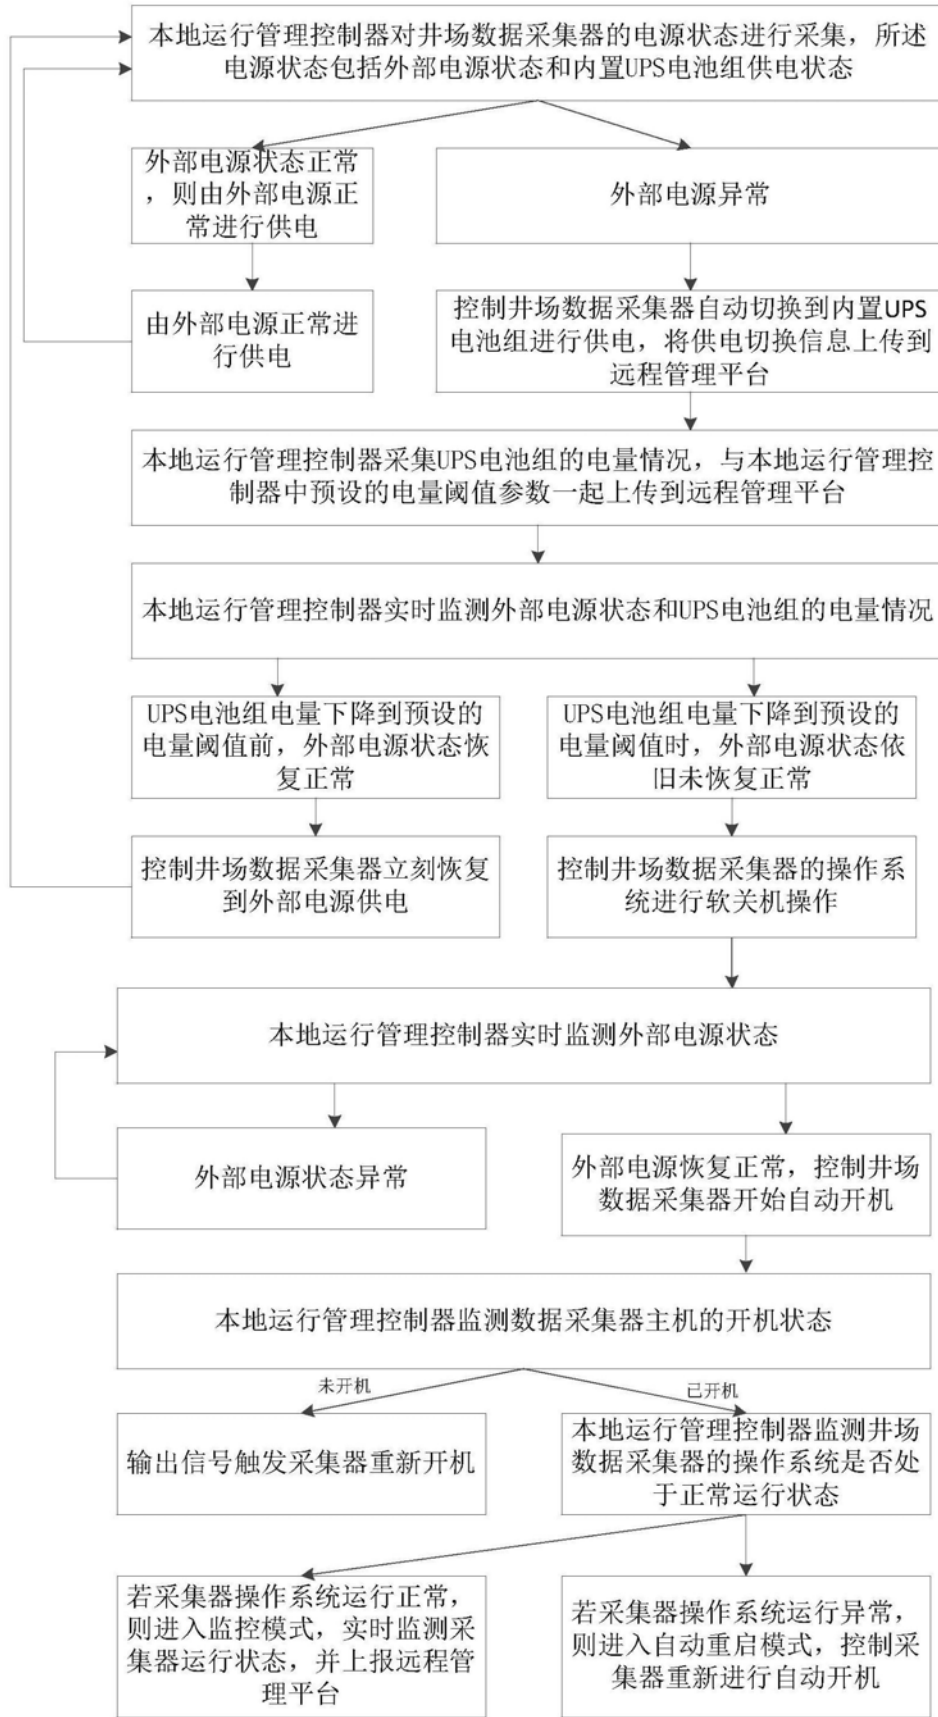 本地运行管理控制器对井场数据采集器的电源状态进行采集，所述
电源状态包括外部电源状态和内置UPS电池组供电状态
外部电源状态正常
，则由外部电源正
常进行供电
外部电源异常
由外部电源正常进
行供电
控制井场数据采集器自动切换到内置UPS
电池组进行供电，将供电切换信息上传到
远程管理平台
本地运行管理控制器采集UPS电池组的电量情况，与本地运行管理控
制器中预设的电量阈值参数一起上传到远程管理平台
本地运行管理控制器实时监测外部电源状态和UPS电池组的电量情况
UPS电池组电量下降到预设的
电量阈值前，外部电源状态恢
复正常
UPS电池组电量下降到预设的
电量阈值时，外部电源状态依
旧未恢复正常
控制井场数据采集器立刻恢复
到外部电源供电
控制井场数据采集器的操作系
统进行软关机操作
本地运行管理控制器实时监测外部电源状态
外部电源状态异常
外部电源恢复正常，控制井场
数据采集器开始自动开机
本地运行管理控制器监测数据采集器主机的开机状态
未开机
已开机
输出信号触发采集器重新开机
本地运行管理控制器监测井场
数据采集器的操作系统是否处
于正常运行状态
若采集器操作系统运行正常，
则进入监控模式，实时监测采
集器运行状态，并上报远程管
理平台
若采集器操作系统运行异常，
则进入自动重启模式，控制采
集器重新进行自动开机